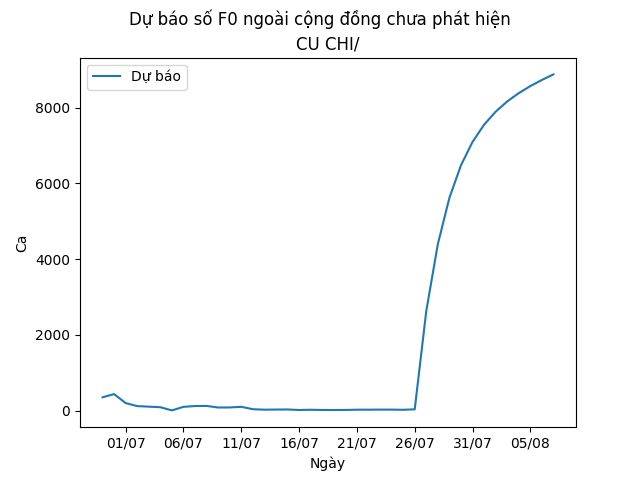 Dự báo số F0 ngoài cộng đồng chưa phát hiện
CU CHI/
Dự báo
8000
6000
4000
2000
0
Ca
01/07 06/07 11/07 16/07 21/07 26/07 31/07 05/08
Ngày